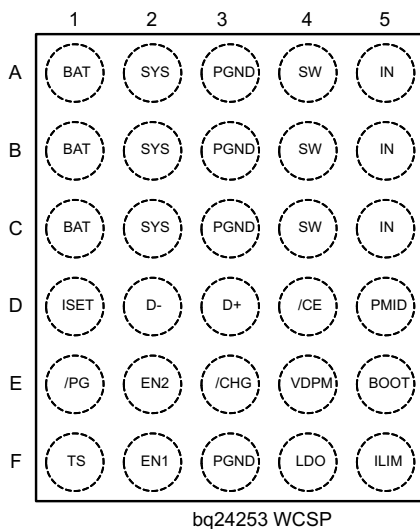 1 2 3 4 5
A BAT SYS PGND SW IN
B BAT SYS PGND SW IN
C BAT SYS PGND SW IN
D ISET D- D+ /CE PMID
E /PG EN2 /CHG VDPM BOOT
F TS EN1 PGND LDO ILIM
bq24253 WCSP